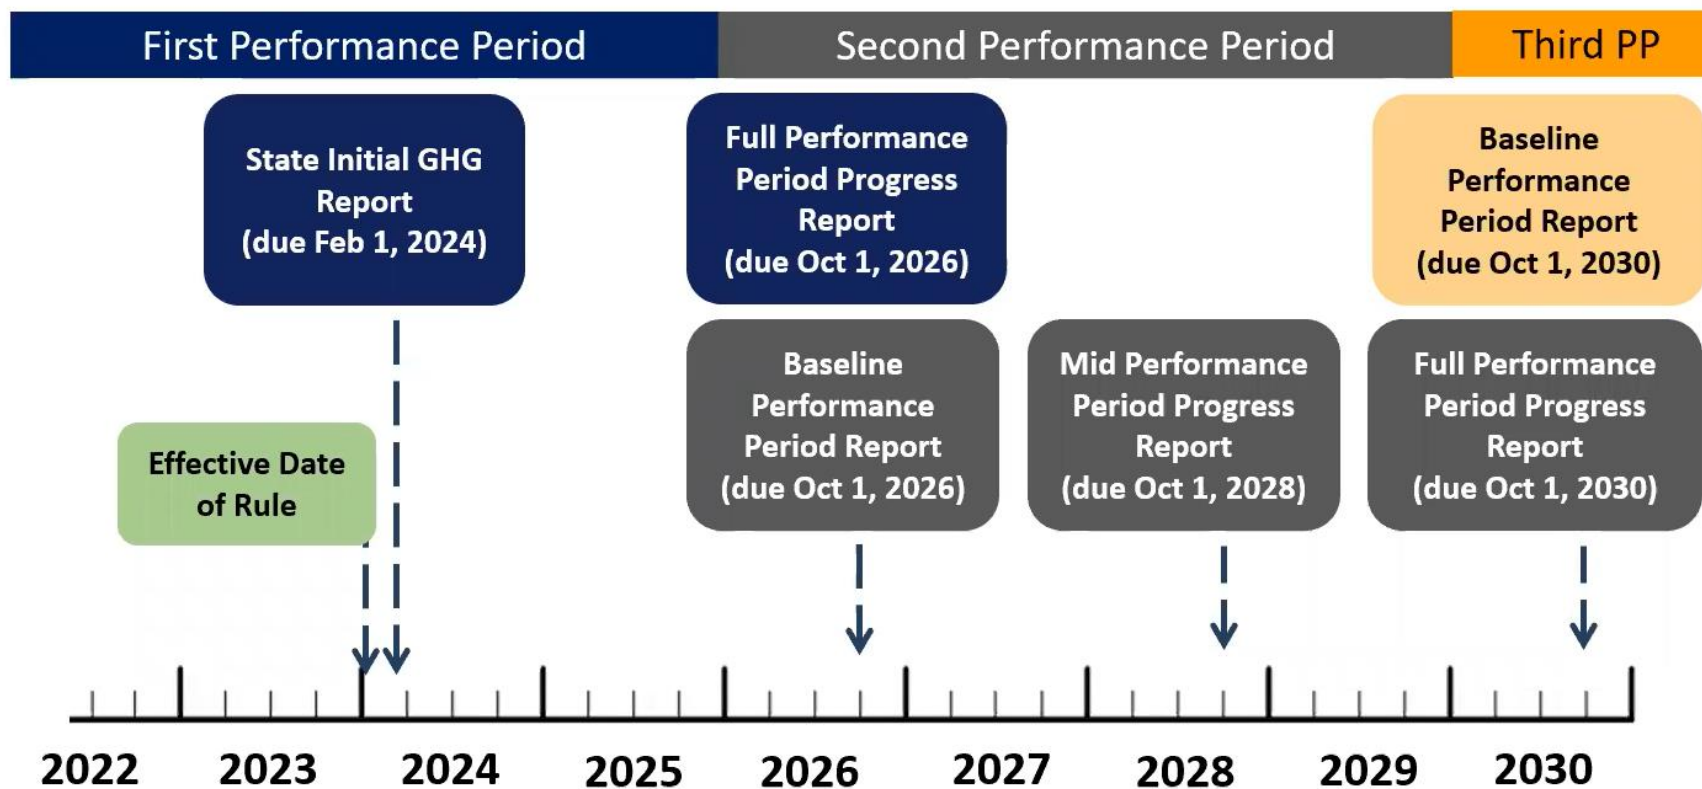 First Performance Period
Second Performance Period
Third PP
State Initial GHG
Report
(due Feb 1, 2024)
Full Performance
Period Progress
Report
(due Oct 1, 2026)
Baseline
Performance
Period Report
(due Oct 1, 2030)
Effective Date
of Rule
Baseline
Performance
Period Report
(due Oct 1, 2026)
Mid Performance
Period Progress
Report
(due Oct 1, 2028)
Full Performance
Period Progress
Report
(due Oct 1, 2030)
2022
2023
2024
2025
2026
2027
2028
2029
2030